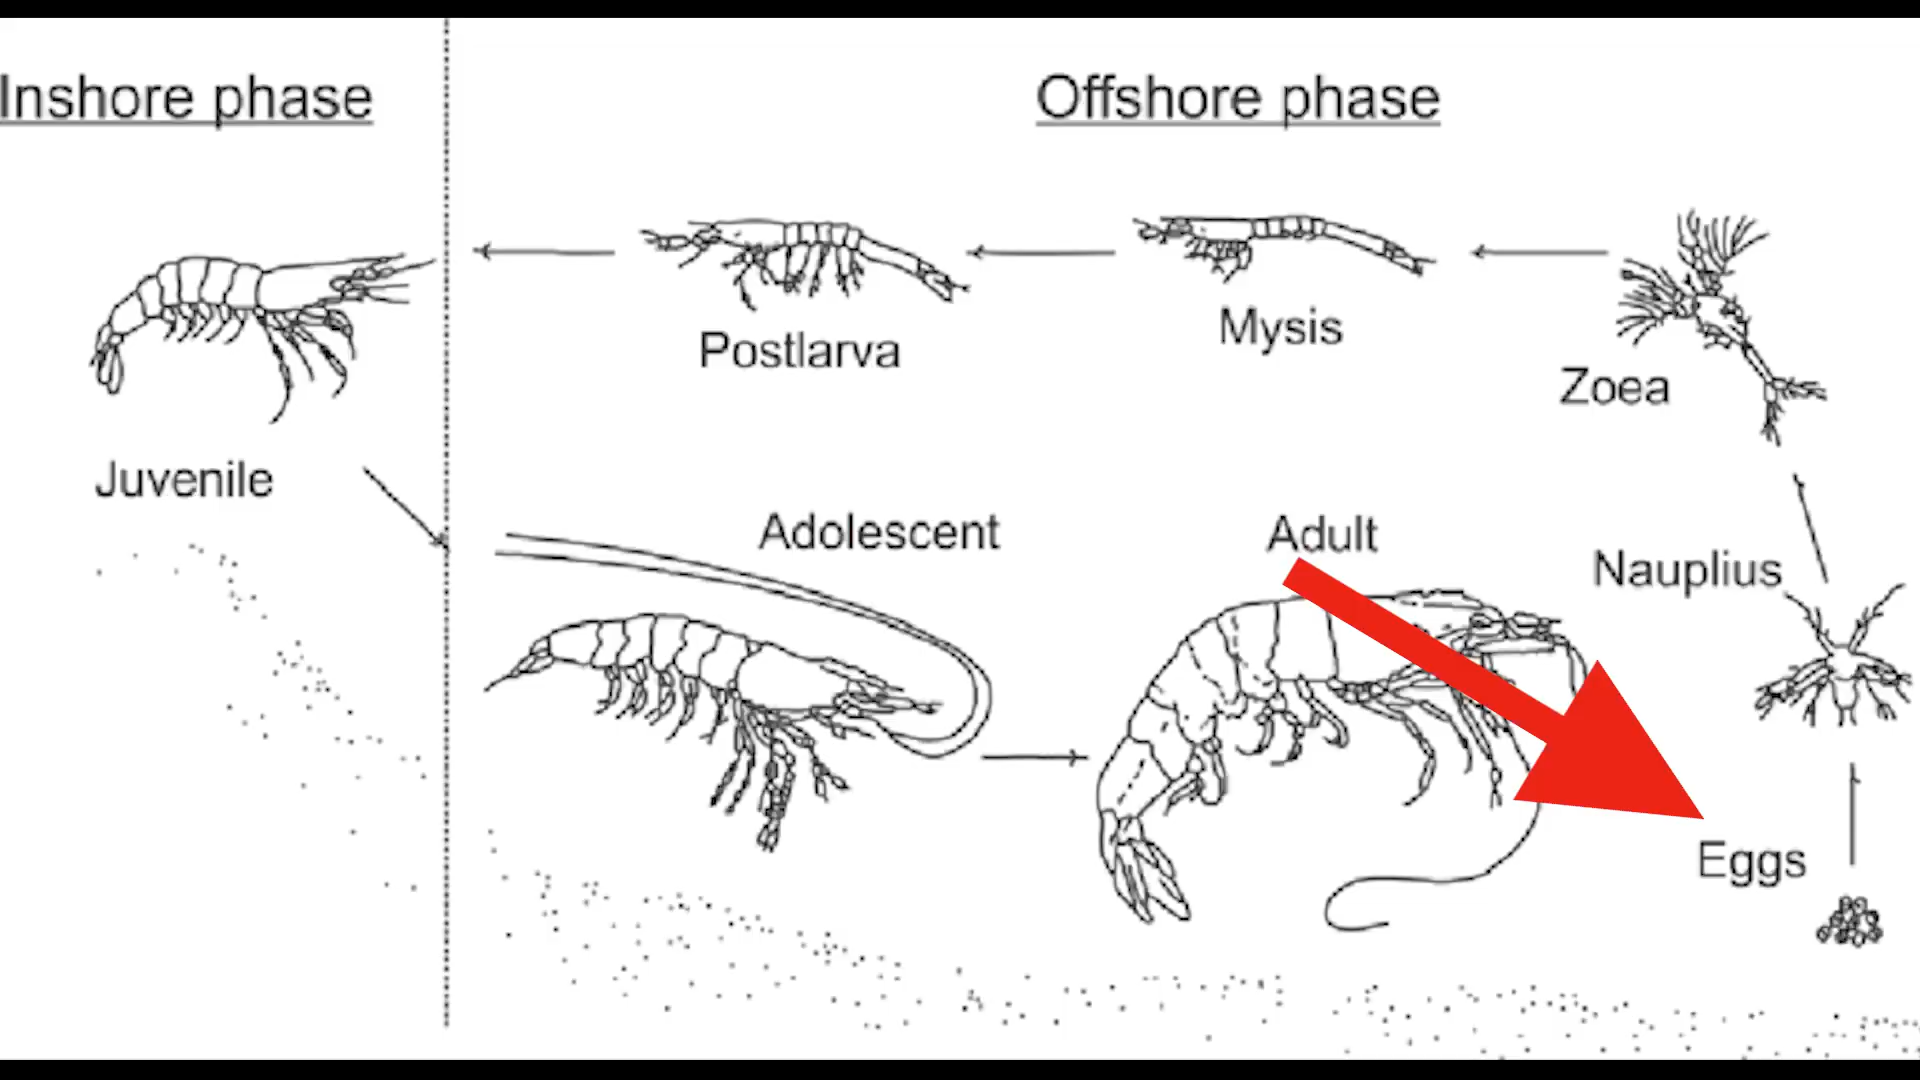 Inshore phase
Offshore phase
Postlarva
Mysis
Zoea
Juvenile
Adolescent
Adult
Nauplius
Eggs